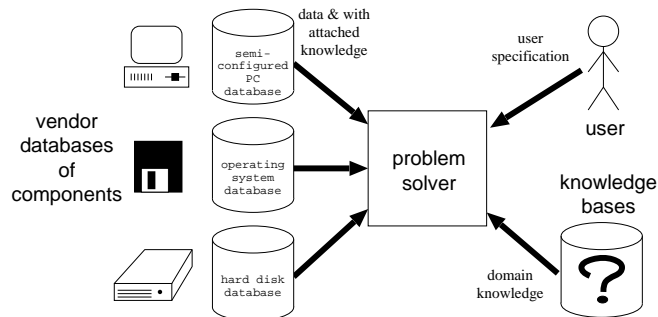 data & with
attached
knowledge
semi-
configured
PC
database
user
specification
vendor
databases
of
components
operating
system
database
problem
solver
user
knowledge
bases
hard disk
database
domain
knowledge
?